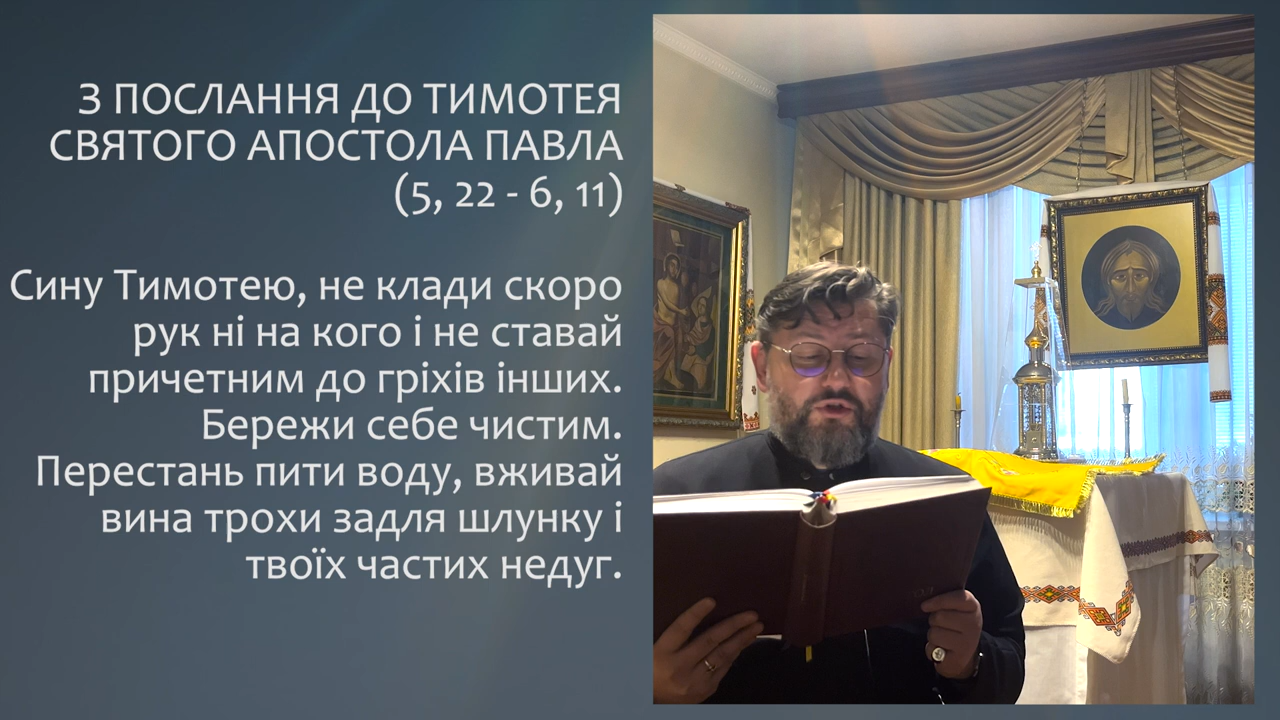 З ПОСЛАННЯ ДО ТИМОТЕЯ
СВЯТОГО АПОСТОЛА ПАВЛА
(5, 22 - 6, 11)
Сину Тимотею, не клади скоро
рук ні на кого і не ставай
причетним до гріхів інших.
Бережи себе чистим.
Перестань пити воду, вживай
вина трохи задля шлунку і
твоїх частих недуг.